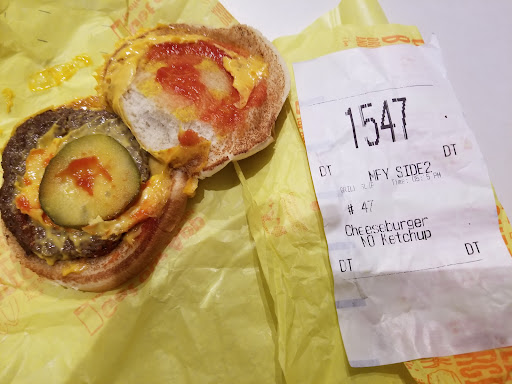 1547
DT
DT
MFY SIDE2
# 47
Cheeseburger
NO Ketchup
DT
DT